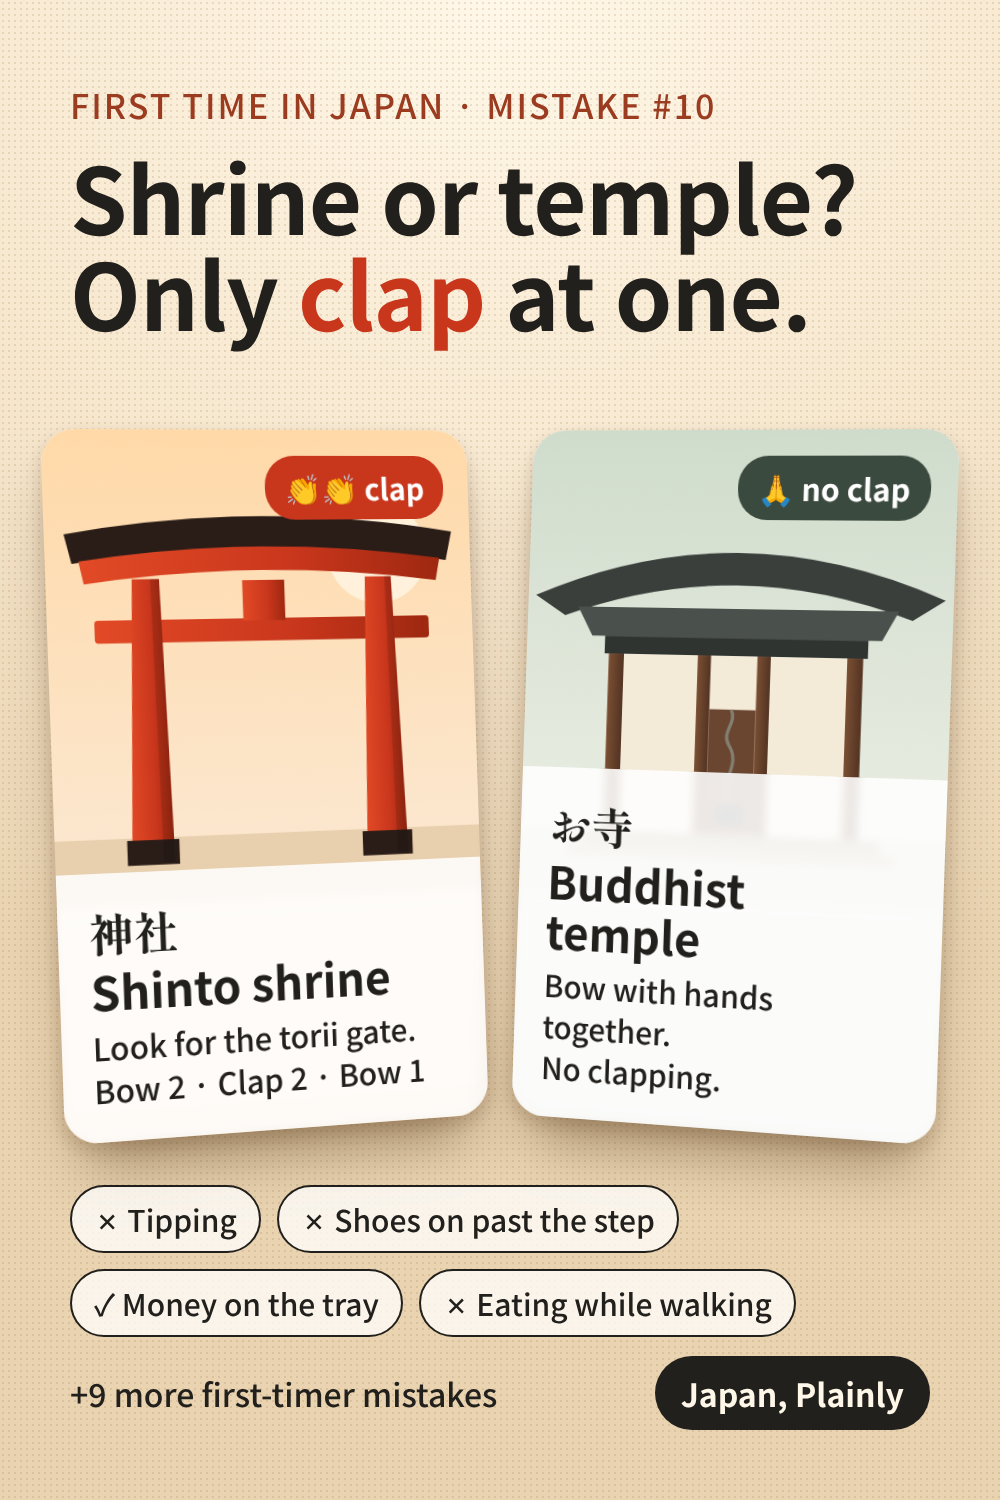 FIRST TIME IN JAPAN · MISTAKE #10
Shrine or temple?
Only clap at one.
👏👏 clap
神社
Shinto shrine
Look for the torii gate.
Bow 2 · Clap 2 · Bow 1
🙏 no clap
お寺
Buddhist
temple
Bow with hands
together.
No clapping.
× Tipping
× Shoes on past the step
✓ Money on the tray
× Eating while walking
+9 more first-timer mistakes
Japan, Plainly